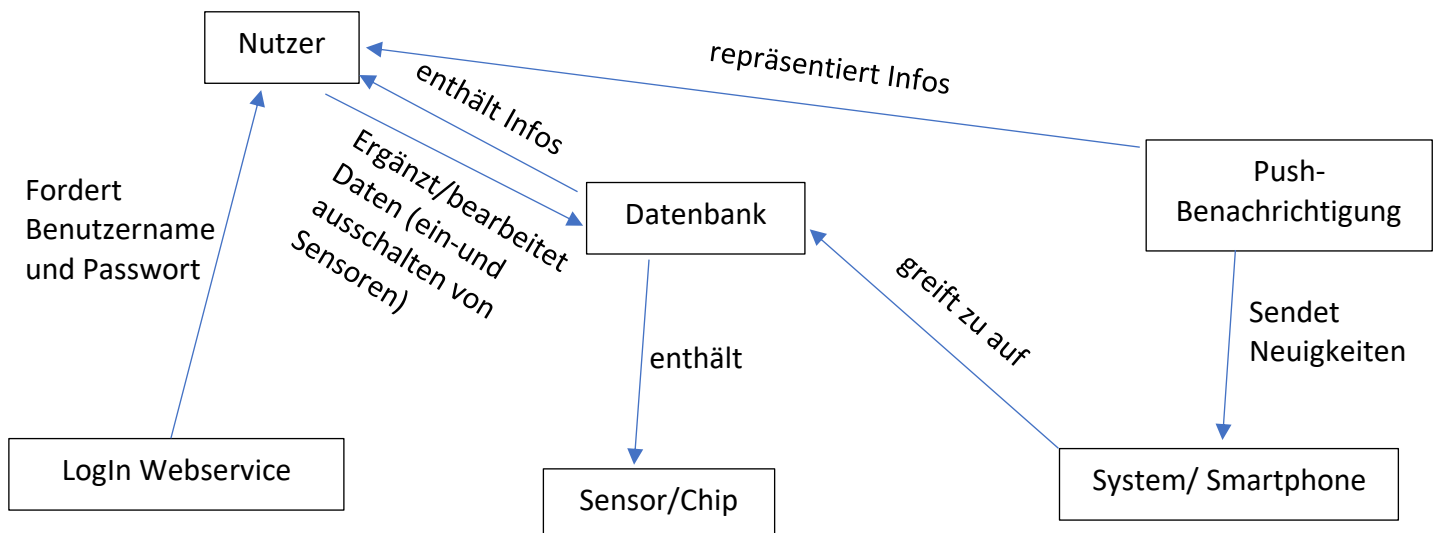 Nutzer
repräsentiert Infos
enthält Infos
Ergänzt/bearbeitet
Daten (ein-und
ausschalten von
Sensoren)
Push-
Benachrichtigung
Fordert
Benutzername
und Passwort
Datenbank
greift zu auf
Sendet
Neuigkeiten
enthält
LogIn Webservice
Sensor/Chip
System/ Smartphone